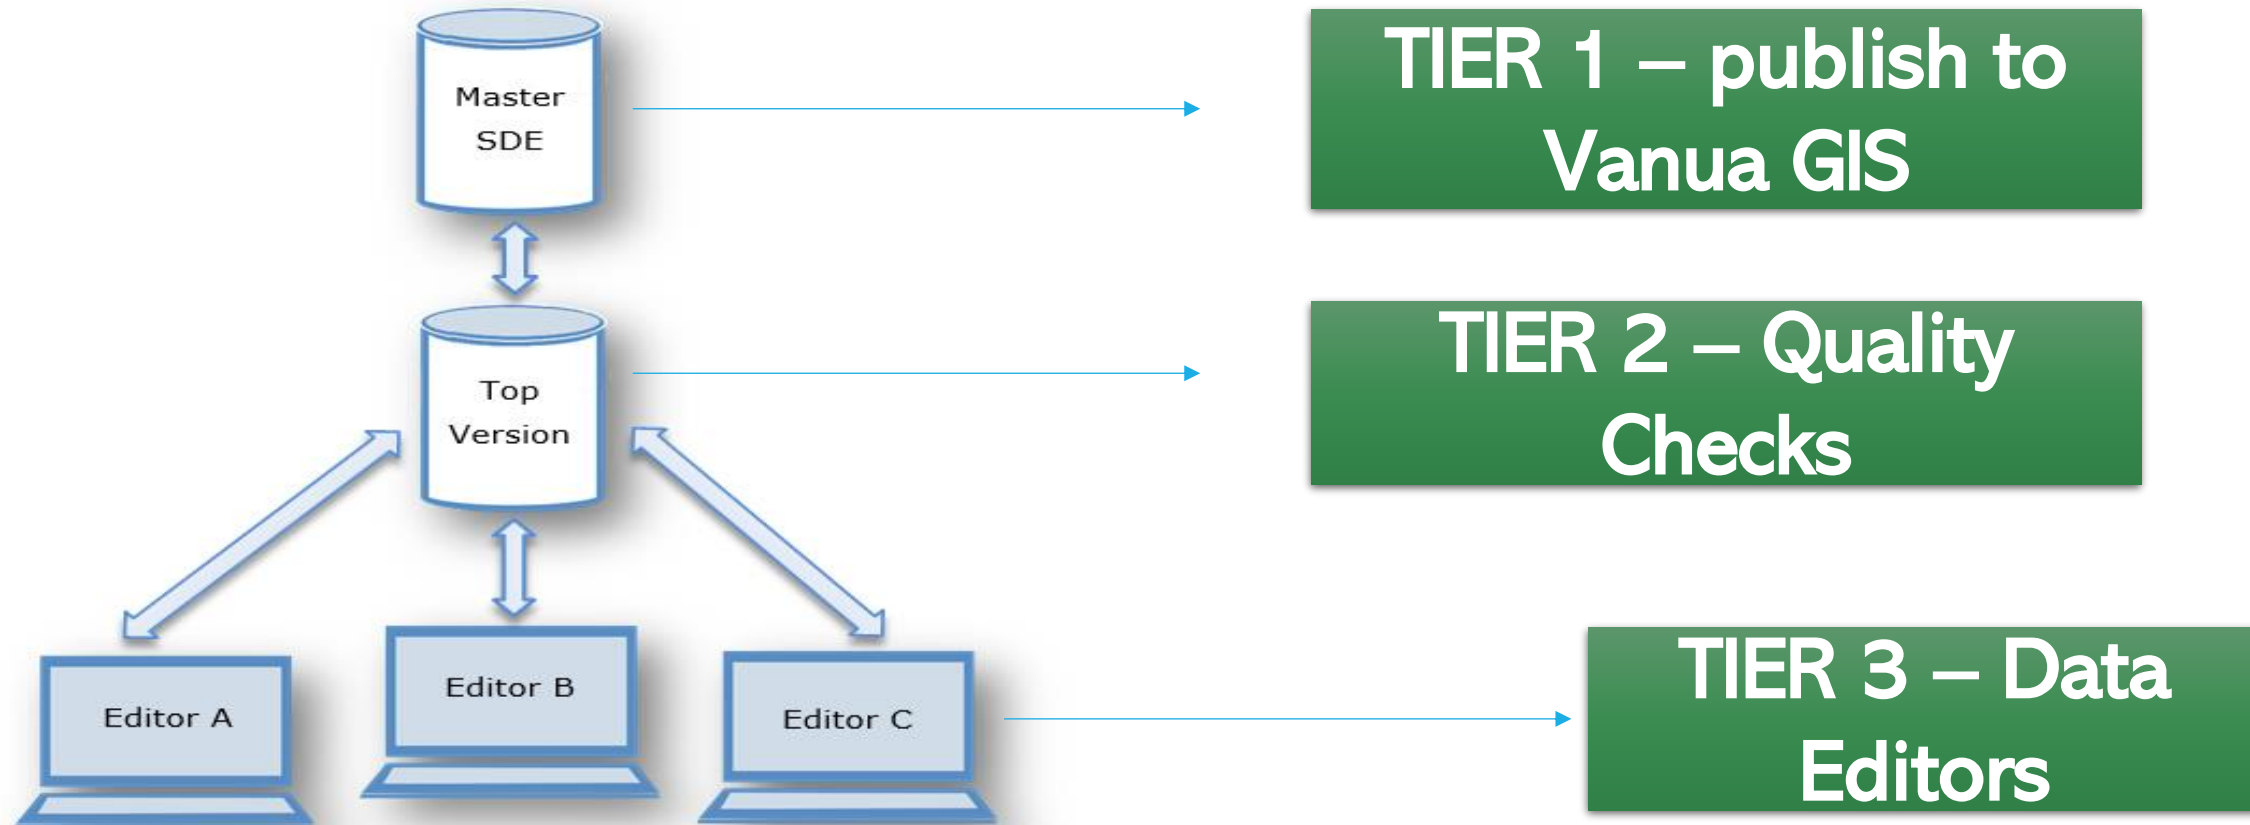 Master
SDE
TIER 1 – publish to
Vanua GIS
Top
Version
TIER 2 – Quality
Checks
Editor A
Editor B
Editor C
TIER 3 – Data
Editors